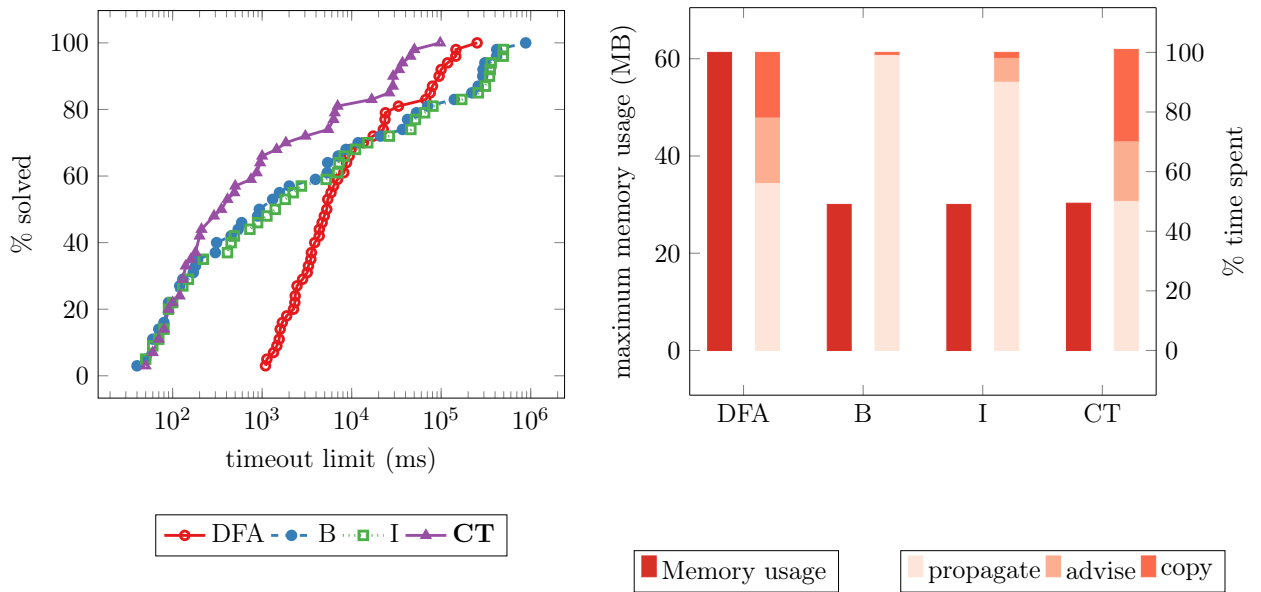 % solved
100
80
60
40
20
0
10^2 10^3 10^4 10^5 10^6
timeout limit (ms)
DFA B I CT
maximum memory usage (MB)
60
40
20
0
100
80
60
40
20
0
% time spent
DFA B I CT
Memory usage
propagate advise copy